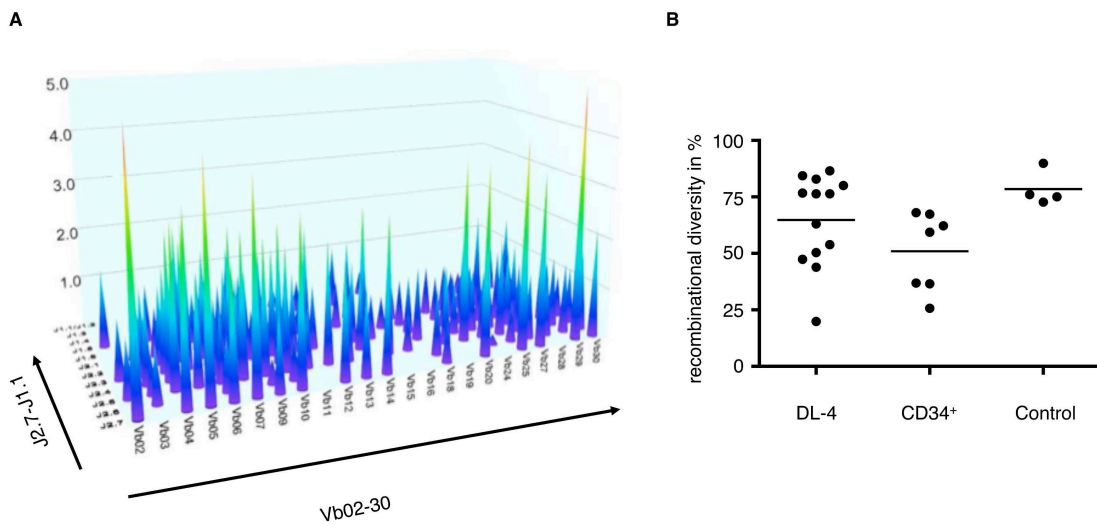 A
5.0
4.0
3.0
2.0
1.0
J2.7
J2.7-J1.1
Vb02
Vb03
Vb04
Vb05
Vb06
Vb07
Vb09
Vb10
Vb11
Vb12
Vb13
Vb14
Vb15
Vb16
Vb18
Vb19
Vb20
Vb24
Vb25
Vb27
Vb28
Vb29
Vb30
Vb02-30
B
recombinational diversity in %
100
75
50
25
0
DL-4
CD34⁺
Control